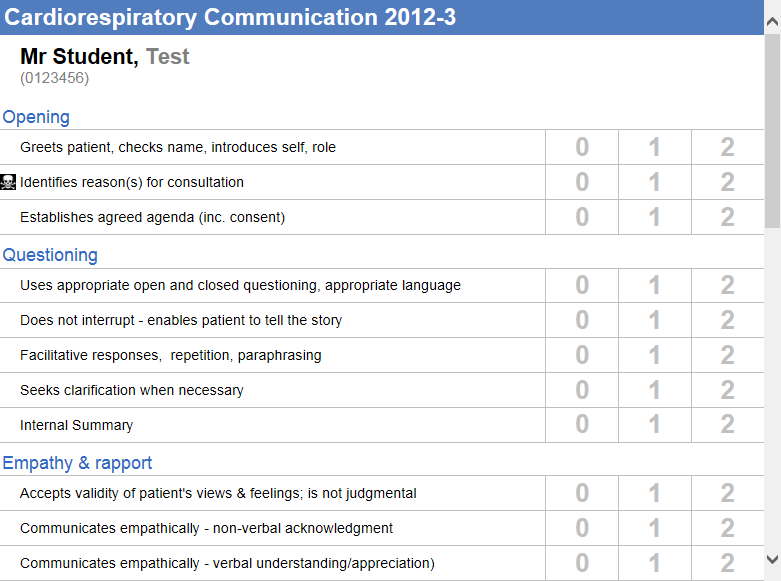 Cardiorespiratory Communication 2012-3
Mr Student, Test
(0123456)
Opening
Greets patient, checks name, introduces self, role 0 1 2
Identifies reason(s) for consultation 0 1 2
Establishes agreed agenda (inc. consent) 0 1 2
Questioning
Uses appropriate open and closed questioning, appropriate language 0 1 2
Does not interrupt - enables patient to tell the story 0 1 2
Facilitative responses,  repetition, paraphrasing 0 1 2
Seeks clarification when necessary 0 1 2
Internal Summary 0 1 2
Empathy & rapport
Accepts validity of patient's views & feelings; is not judgmental 0 1 2
Communicates empathically - non-verbal acknowledgment 0 1 2
Communicates empathically - verbal understanding/appreciation) 0 1 2